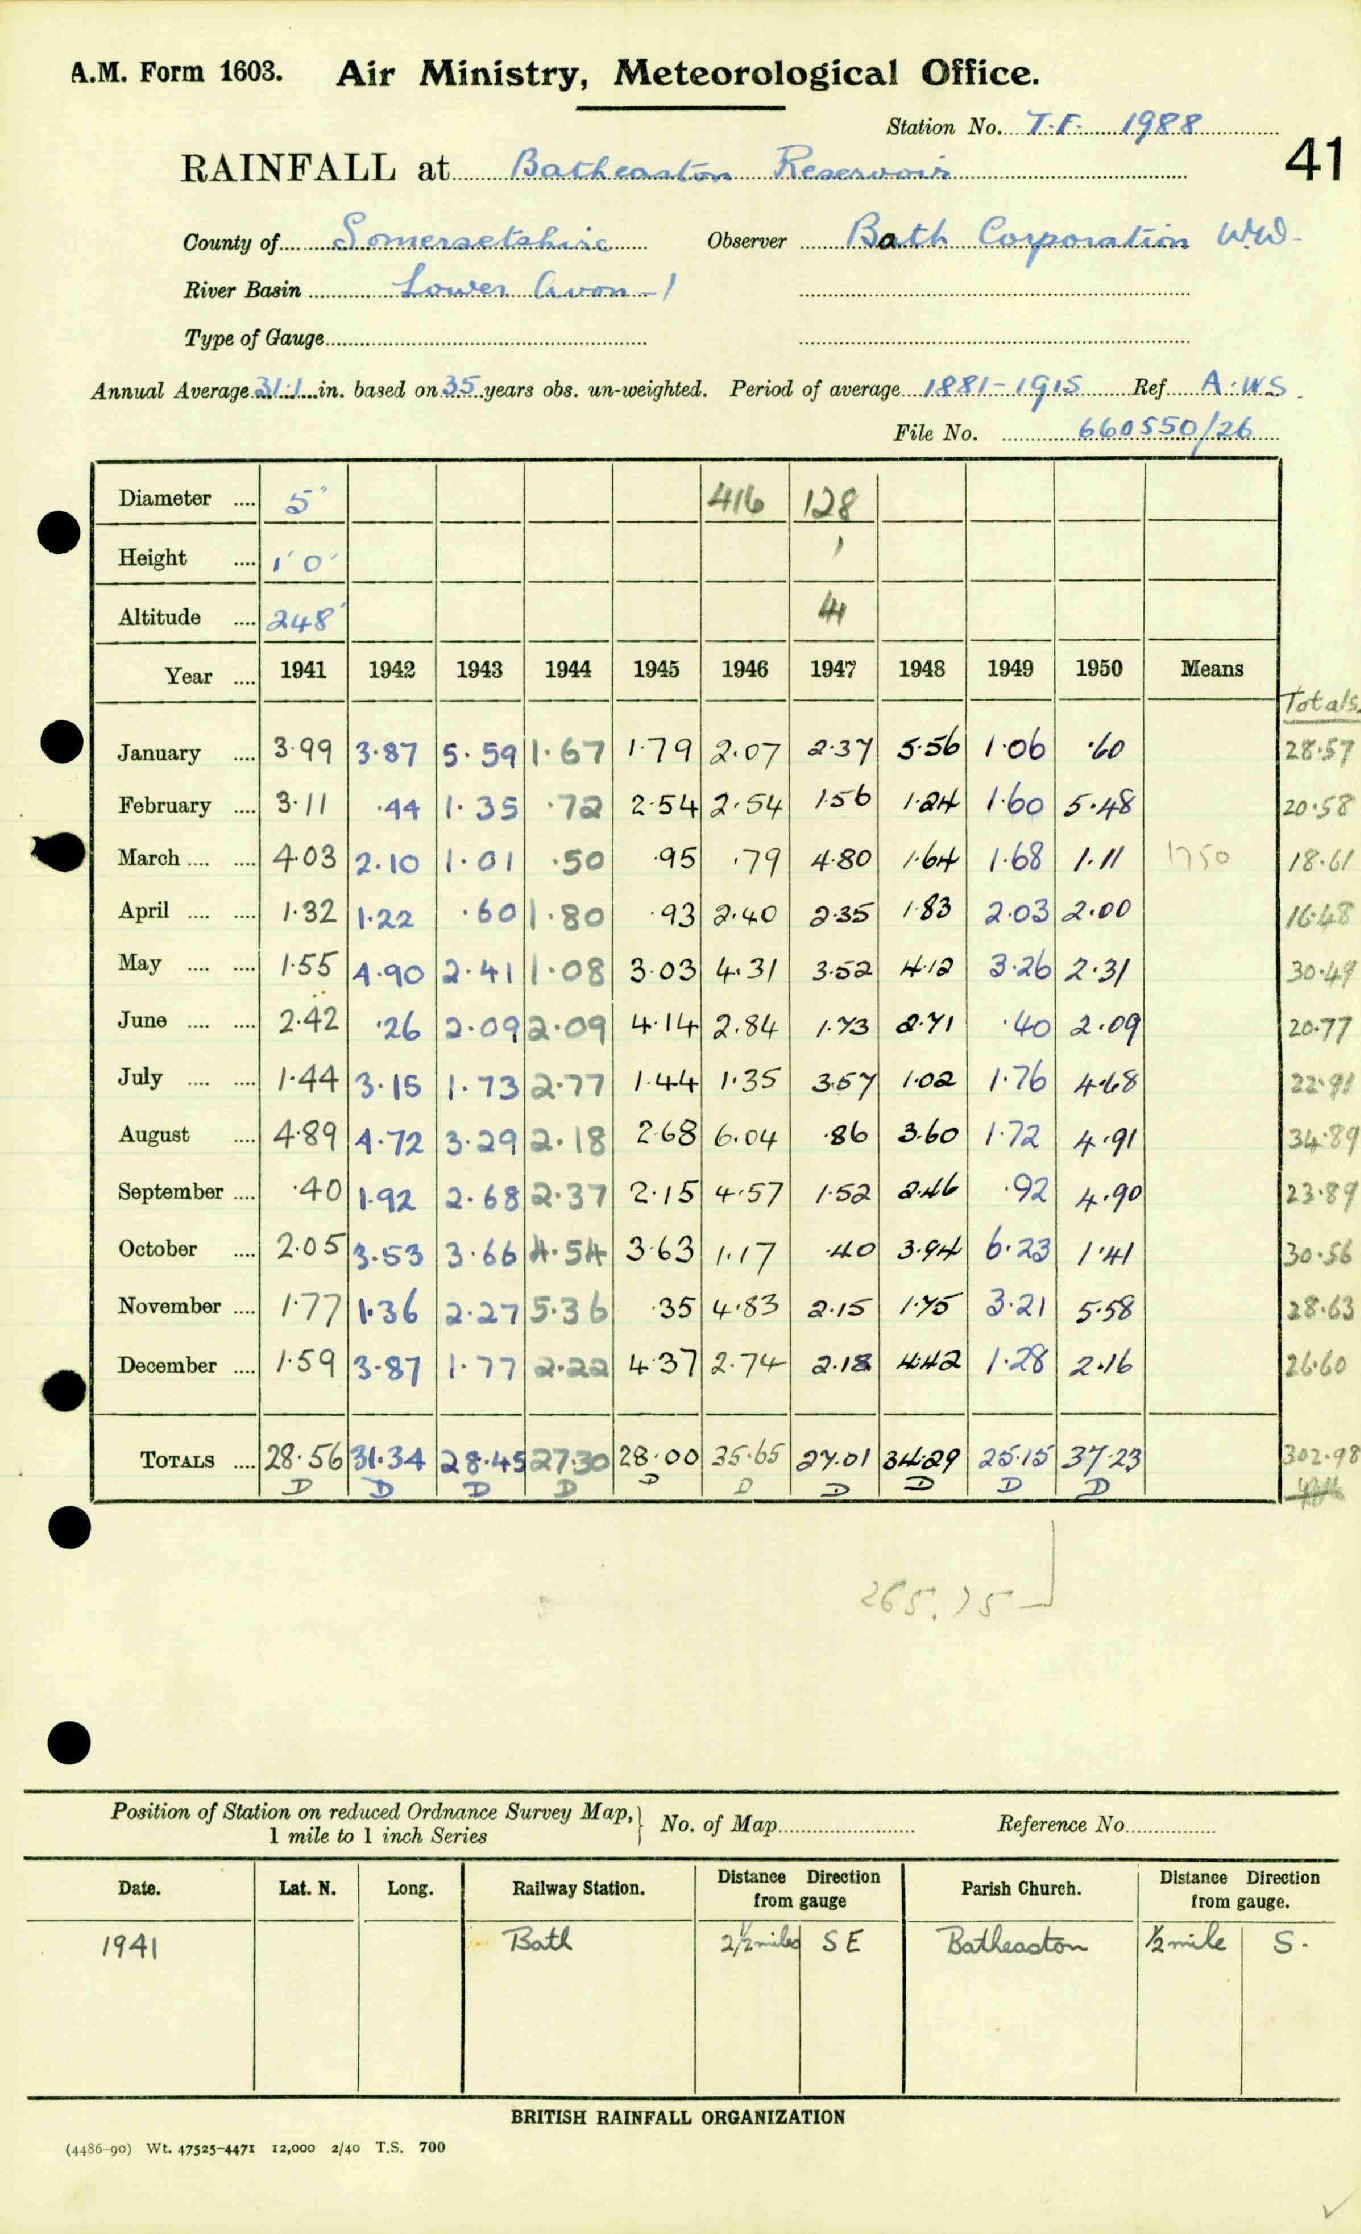 A.M. Form 1603. Air Ministry, Meteorological Office.
Station No. T.F. 1988
41
RAINFALL at Batheaston Reservoir
County of Somersetshire Observer Bath Corporation W.W.
River Basin Lower Avon - 1
Type of Gauge
Annual Average 31.1 in. based on 35 years obs. un-weighted. Period of average 1881-1915 Ref A.W.S.
File No. 660550/26
Diameter 5" 416 128
Height 1' 0" 1
Altitude 248'
Year 1941 1942 1943 1944 1945 1946 1947 1948 1949 1950 Means Totals.
January 3.99 3.87 5.59 1.67 1.79 2.07 2.37 5.56 1.06 .60 28.57
February 3.11 .44 1.35 .72 2.54 2.54 1.56 1.24 1.60 5.48 20.58
March 4.03 2.10 1.01 .50 .95 .79 4.80 1.64 1.68 1.11 1750 18.61
April 1.32 1.22 .60 1.80 .93 2.40 2.35 1.83 2.03 2.00 16.48
May 1.55 4.90 2.41 1.08 3.03 4.31 3.52 4.12 3.26 2.31 30.49
June 2.42 .26 2.09 2.09 4.14 2.84 1.73 2.71 .40 2.09 20.77
July 1.44 3.15 1.73 2.77 1.44 1.35 3.57 1.02 1.76 4.68 22.91
August 4.89 4.72 3.29 2.18 2.68 6.04 .86 3.60 1.72 4.91 34.89
September .40 1.92 2.68 2.37 2.15 4.57 1.52 2.46 .92 4.90 23.89
October 2.05 3.53 3.66 4.54 3.63 1.17 .40 3.94 6.23 1.41 30.56
November 1.77 1.36 2.27 5.36 .35 4.83 2.15 1.75 3.21 5.58 28.63
December 1.59 3.87 1.77 2.22 4.37 2.74 2.18 4.42 1.28 2.16 26.60
TOTALS 28.56 31.34 28.45 27.30 28.00 35.65 27.01 34.29 25.15 37.23 302.98
D D D D D D D D D D
265.75
Position of Station on reduced Ordnance Survey Map, No. of Map Reference No.
1 mile to 1 inch Series
Date. Lat. N. Long. Railway Station. Distance Direction from gauge Parish Church. Distance Direction from gauge.
1941 Bath 2½ miles S E Batheaston ½ mile S.
BRITISH RAINFALL ORGANIZATION
(4486-90) Wt. 47525-4471 12,000 2/40 T.S. 700